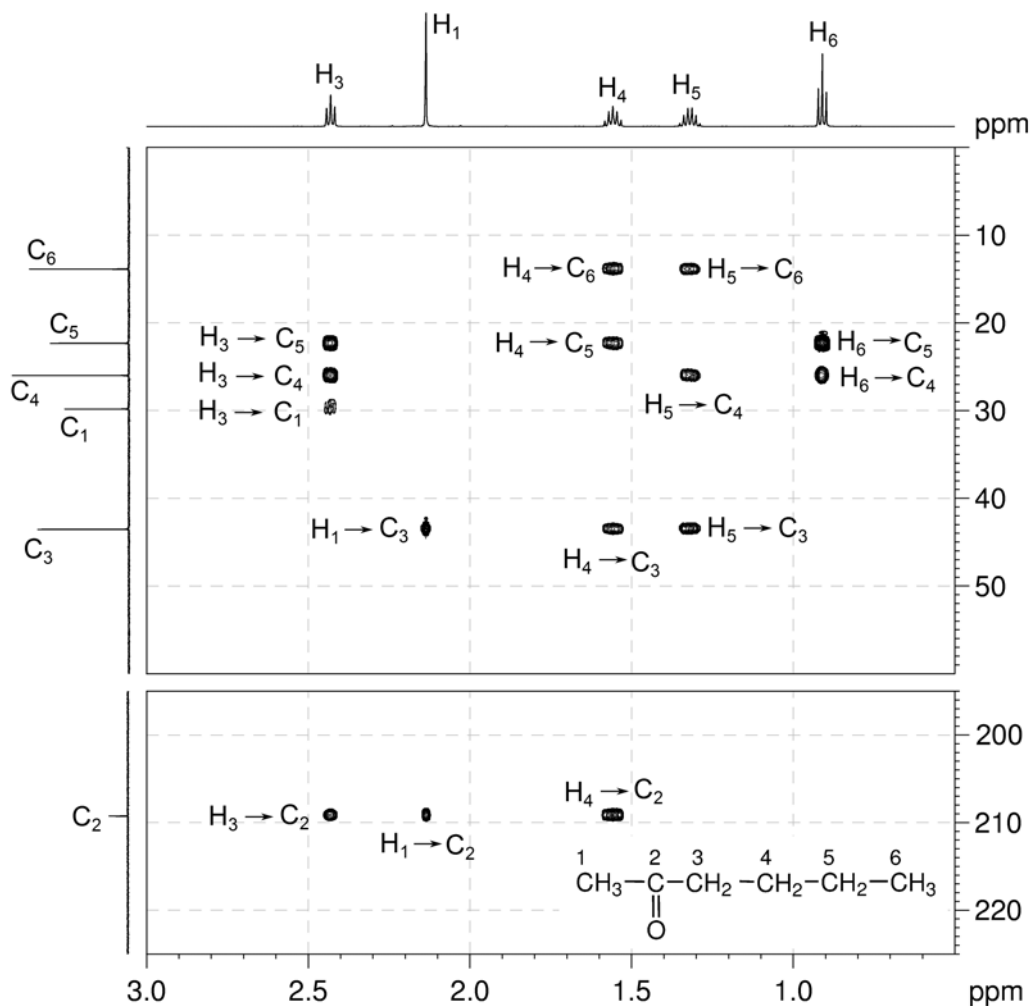 H₁
H₃ H₄ H₅ H₆
ppm
C₆ H₄ → C₆ H₅ → C₆ 10
C₅ H₃ → C₅ H₄ → C₅ H₆ → C₅ 20
C₄ H₃ → C₄ H₅ → C₄ H₆ → C₄
C₁ H₃ → C₁ 30
C₃ H₁ → C₃ H₅ → C₃ 40
H₄ → C₃
50
200
H₄ → C₂
C₂ H₃ → C₂ 210
H₁ → C₂
1 2 3 4 5 6
CH₃ C CH₂ CH₂ CH₂ CH₃
O
220
3.0 2.5 2.0 1.5 1.0 ppm